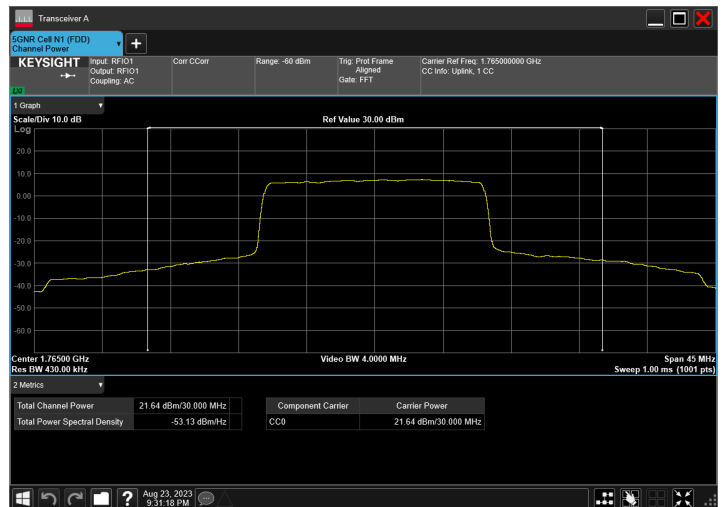 Transceiver A
5GNR Cell N1 (FDD)
Channel Power
KEYSIGHT
LXI
Input: RFIO1
Output: RFIO1
Coupling: AC
Corr CCorr
Range: -60 dBm
Trig: Prot Frame
Aligned
Gate: FFT
Carrier Ref Freq: 1.765000000 GHz
CC Info: Uplink, 1 CC
1 Graph
Scale/Div 10.0 dB
Ref Value 30.00 dBm
Log
20.0
10.0
0.00
-10.0
-20.0
-30.0
-40.0
-50.0
-60.0
Center 1.76500 GHz
Video BW 4.0000 MHz
Span 45 MHz
Res BW 430.00 kHz
Sweep 1.00 ms (1001 pts)
2 Metrics
Total Channel Power 21.64 dBm/30.000 MHz
Total Power Spectral Density -53.13 dBm/Hz
Component Carrier Carrier Power
CC0 21.64 dBm/30.000 MHz
Aug 23, 2023
9:31:18 PM